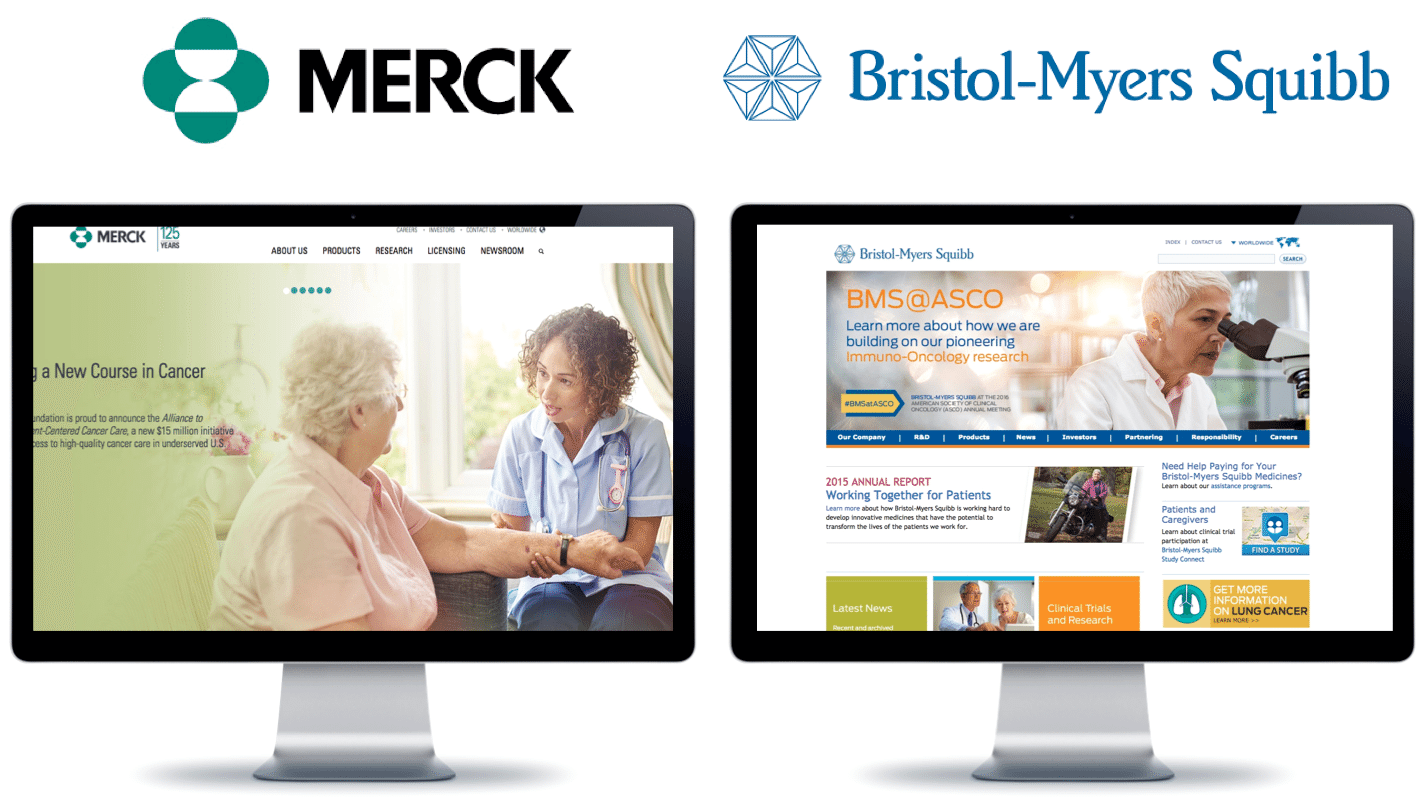 MERCK
Bristol-Myers Squibb
MERCK
125
YEARS
CAREERS • INVESTORS • CONTACT US • WORLDWIDE
ABOUT US PRODUCTS RESEARCH LICENSING NEWSROOM
g a New Course in Cancer
undation is proud to announce the Alliance to
ent-Centered Cancer Care, a new $15 million initiative
cess to high-quality cancer care in underserved U.S.
Bristol-Myers Squibb
INDEX | CONTACT US WORLDWIDE
SEARCH
BMS@ASCO
Learn more about how we are
building on our pioneering
Immuno-Oncology research
#BMSatASCO
BRISTOL-MYERS SQUIBB AT THE 2016
AMERICAN SOCIETY OF CLINICAL
ONCOLOGY (ASCO) ANNUAL MEETING
Our Company | R&D | Products | News | Investors | Partnering | Responsibility | Careers
2015 ANNUAL REPORT
Working Together for Patients
Learn more about how Bristol-Myers Squibb is working hard to
develop innovative medicines that have the potential to
transform the lives of the patients we work for.
Need Help Paying for Your
Bristol-Myers Squibb Medicines?
Learn about our assistance programs.
Patients and
Caregivers
Learn about clinical trial
participation at
Bristol-Myers Squibb
Study Connect
FIND A STUDY
Latest News
Recent and archived
Clinical Trials
and Research
GET MORE
INFORMATION
ON LUNG CANCER
LEARN MORE >>